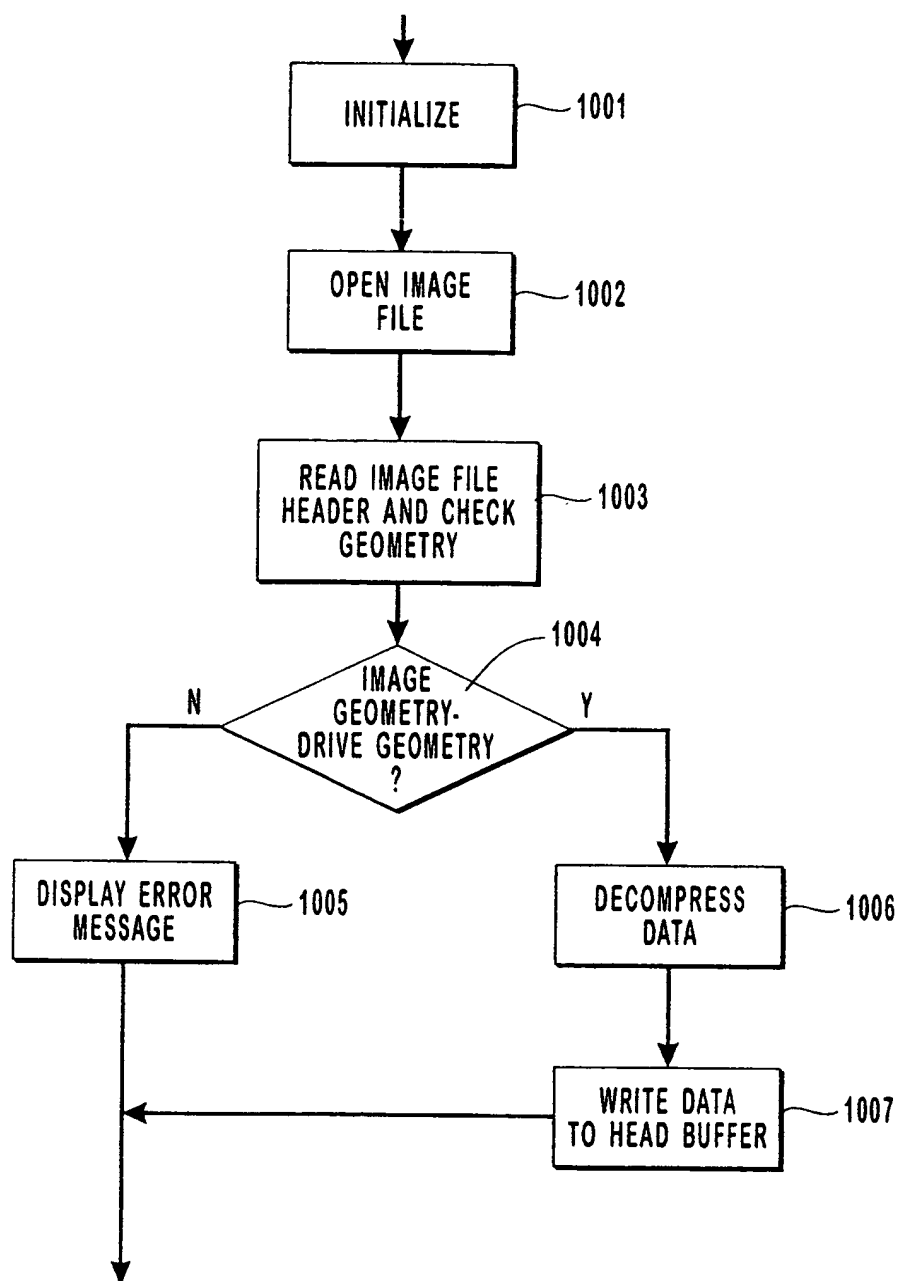 INITIALIZE
1001
OPEN IMAGE
FILE
1002
READ IMAGE FILE
HEADER AND CHECK
GEOMETRY
1003
1004
N
IMAGE
GEOMETRY-
DRIVE GEOMETRY
?
Y
DISPLAY ERROR
MESSAGE
1005
DECOMPRESS
DATA
1006
WRITE DATA
TO HEAD BUFFER
1007